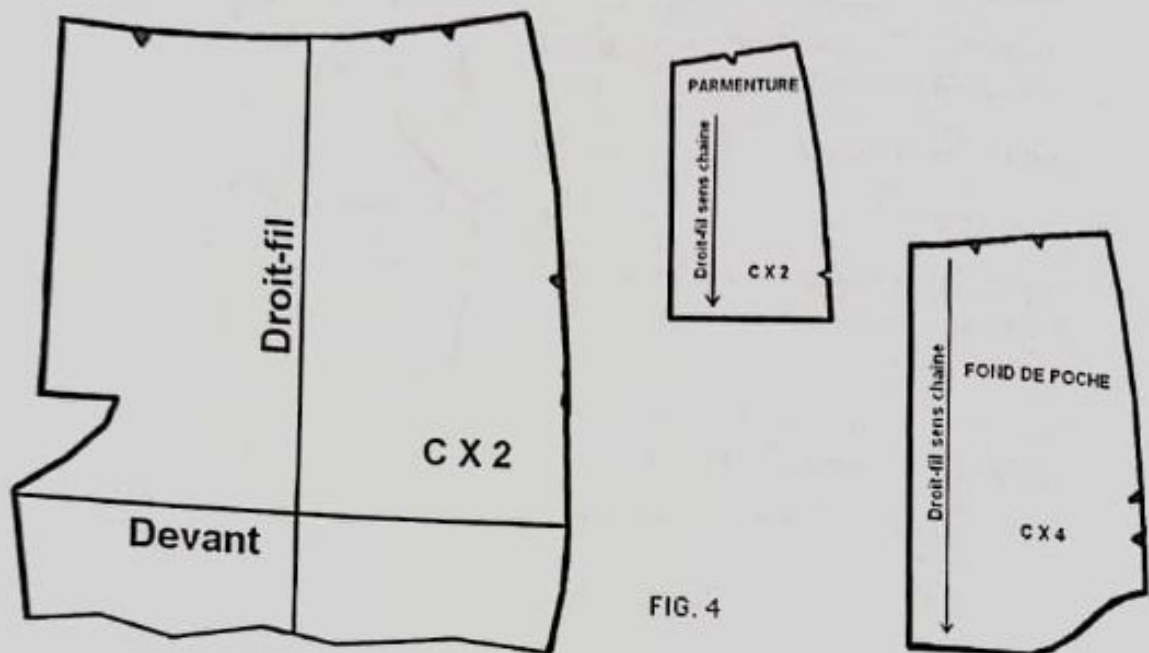 Droit-fil
C X 2
Devant
PARMENTURE
Droit-fil sens chaine
C X 2
Droit-fil sens chaine
FOND DE POCHE
C X 4
FIG. 4